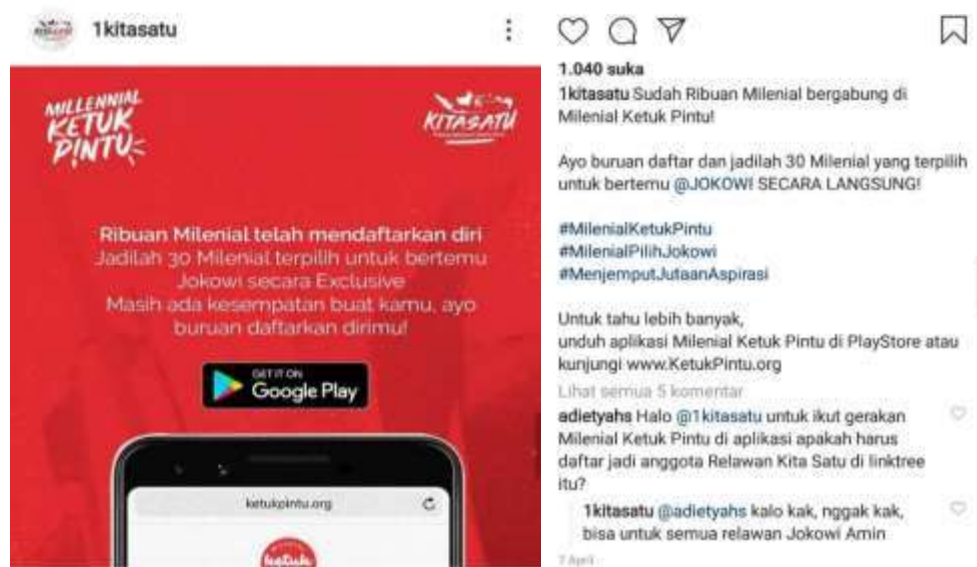 1kitasatu
MILLENNIAL
KETUK
PINTU
KITASATU
Ribuan Milenial telah mendaftarkan diri
Jadilah 30 Milenial terpilih untuk bertemu
Jokowi secara Exclusive
Masih ada kesempatan buat kamu, ayo
buruan daftarkan dirimu!
GET IT ON
Google Play
ketukpintu.org
ketuk
1.040 suka
1kitasatu Sudah Ribuan Milenial bergabung di
Milenial Ketuk Pintu!
Ayo buruan daftar dan jadilah 30 Milenial yang terpilih
untuk bertemu @JOKOWI SECARA LANGSUNG!
#MilenialKetukPintu
#MilenialPilihJokowi
#MenjemputJutaanAspirasi
Untuk tahu lebih banyak,
unduh aplikasi Milenial Ketuk Pintu di PlayStore atau
kunjungi www.KetukPintu.org
Lihat semua 5 komentar
adietyahs Halo @1kitasatu untuk ikut gerakan
Milenial Ketuk Pintu di aplikasi apakah harus
daftar jadi anggota Relawan Kita Satu di linktree
itu?
1kitasatu @adietyahs kalo kak, nggak kak,
bisa untuk semua relawan Jokowi Amin
7 April